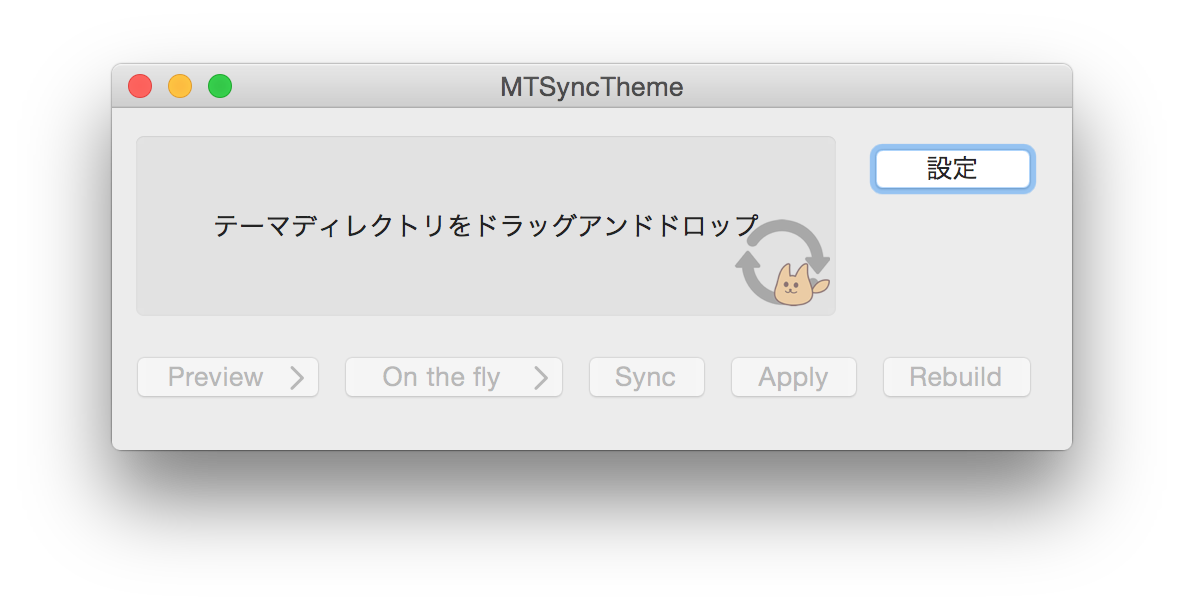 MTSyncTheme
設定
テーマディレクトリをドラッグアンドドロップ
Preview
On the fly
Sync
Apply
Rebuild